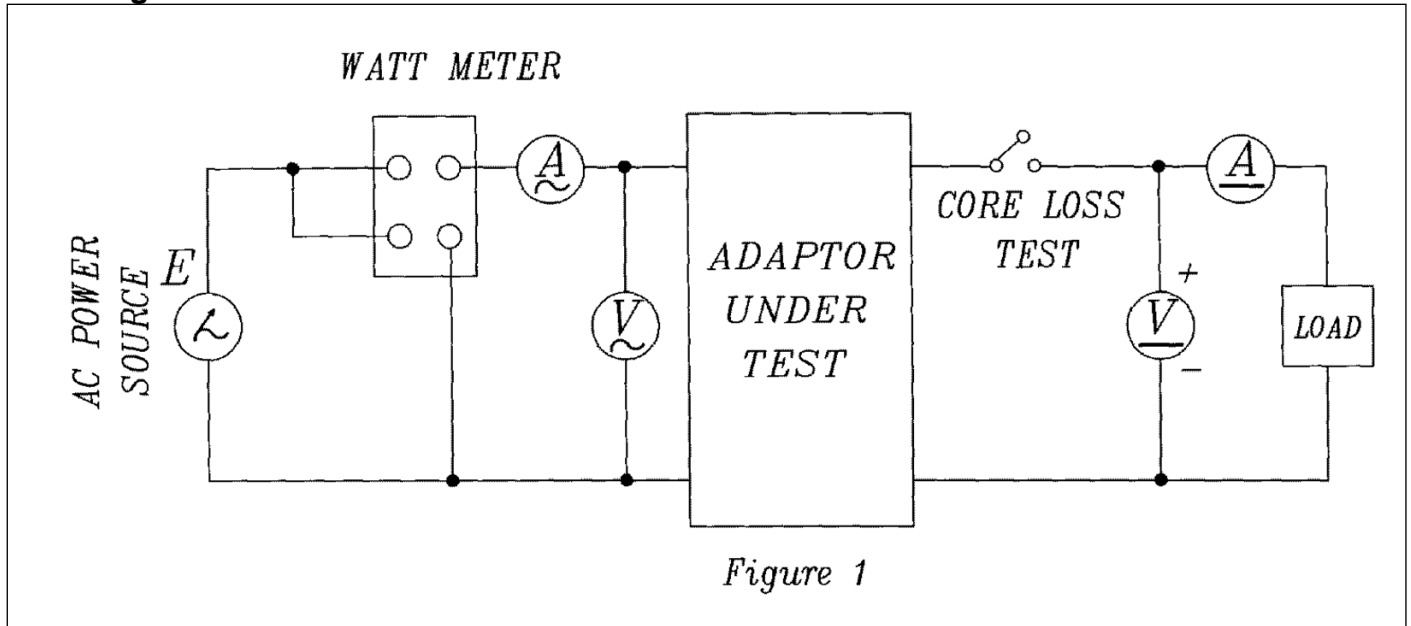 WATT METER
A
A
CORE LOSS
TEST
ADAPTOR
UNDER
TEST
E
AC POWER
SOURCE
V
+
V
-
LOAD
Figure 1